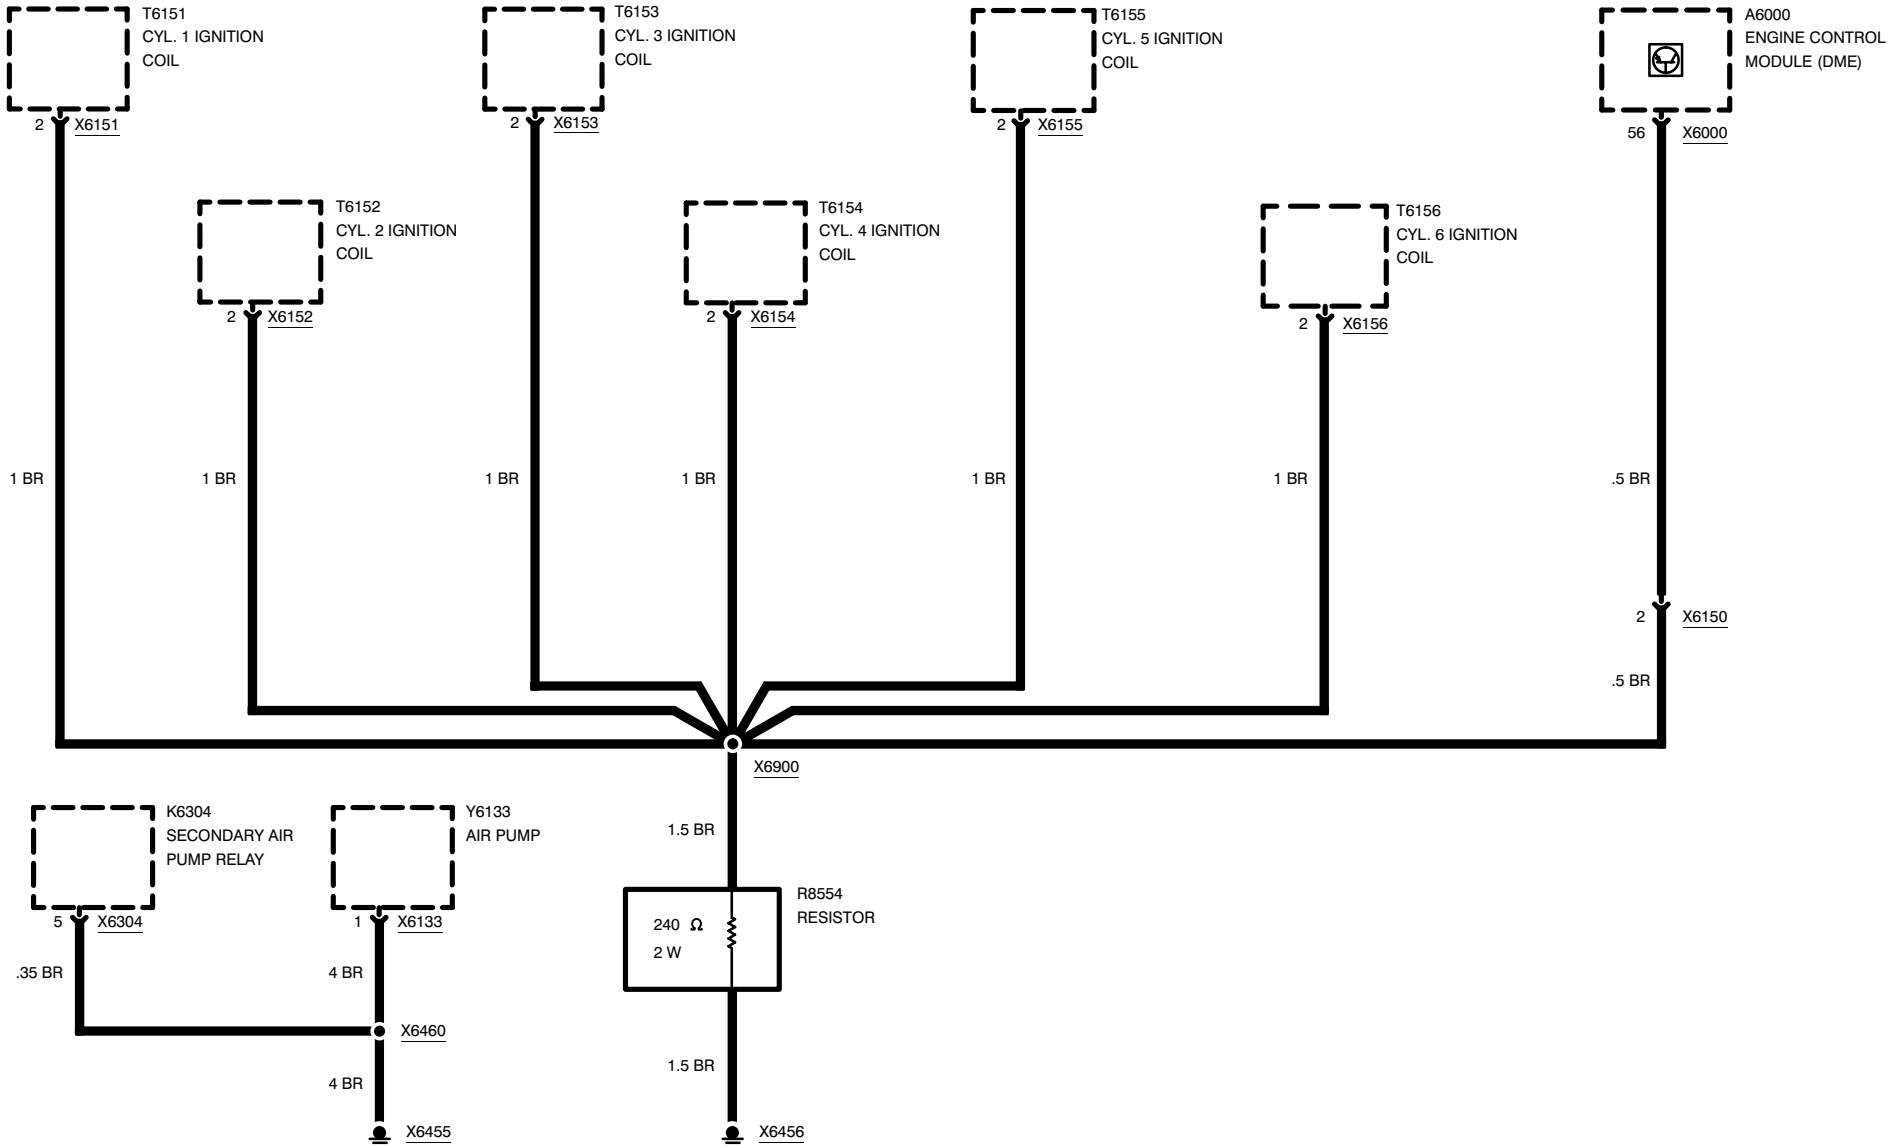 T6151
CYL. 1 IGNITION
COIL
T6153
CYL. 3 IGNITION
COIL
T6155
CYL. 5 IGNITION
COIL
A6000
ENGINE CONTROL
MODULE (DME)
2 X6151
2 X6153
2 X6155
56 X6000
T6152
CYL. 2 IGNITION
COIL
T6154
CYL. 4 IGNITION
COIL
T6156
CYL. 6 IGNITION
COIL
2 X6152
2 X6154
2 X6156
1 BR
1 BR
1 BR
1 BR
1 BR
1 BR
.5 BR
2 X6150
.5 BR
X6900
K6304
SECONDARY AIR
PUMP RELAY
Y6133
AIR PUMP
1.5 BR
R8554
RESISTOR
240 Ω
2 W
5 X6304
1 X6133
.35 BR
4 BR
X6460
1.5 BR
4 BR
X6455
X6456